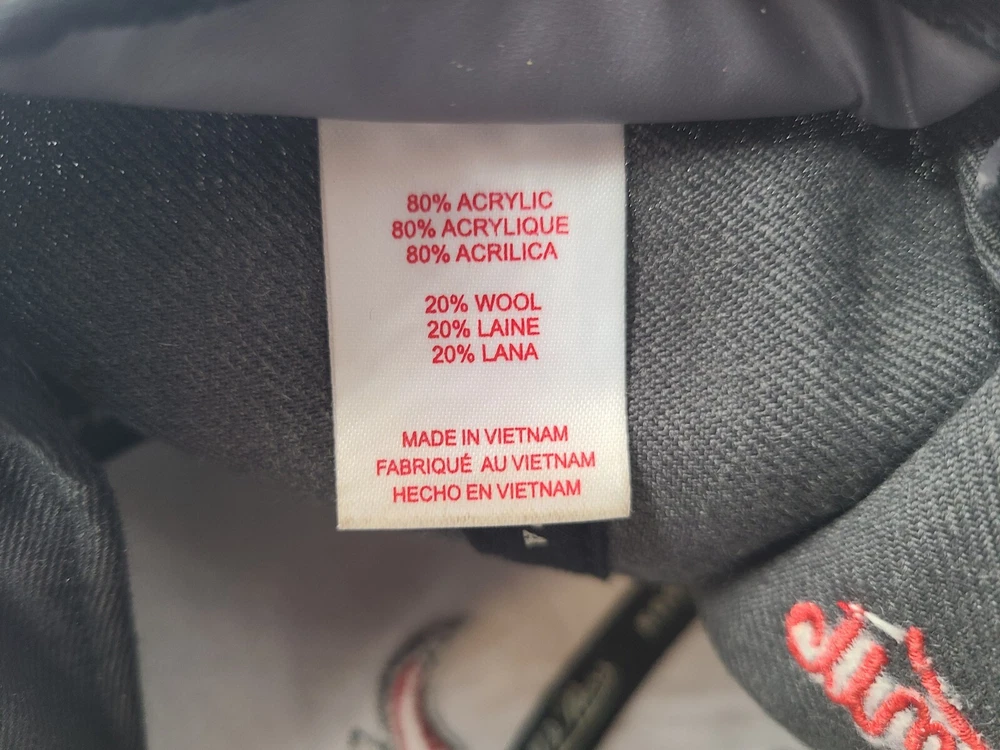 80% ACRYLIC
80% ACRYLIQUE
80% ACRILICA
20% WOOL
20% LAINE
20% LANA
MADE IN VIETNAM
FABRIQUÉ AU VIETNAM
HECHO EN VIETNAM